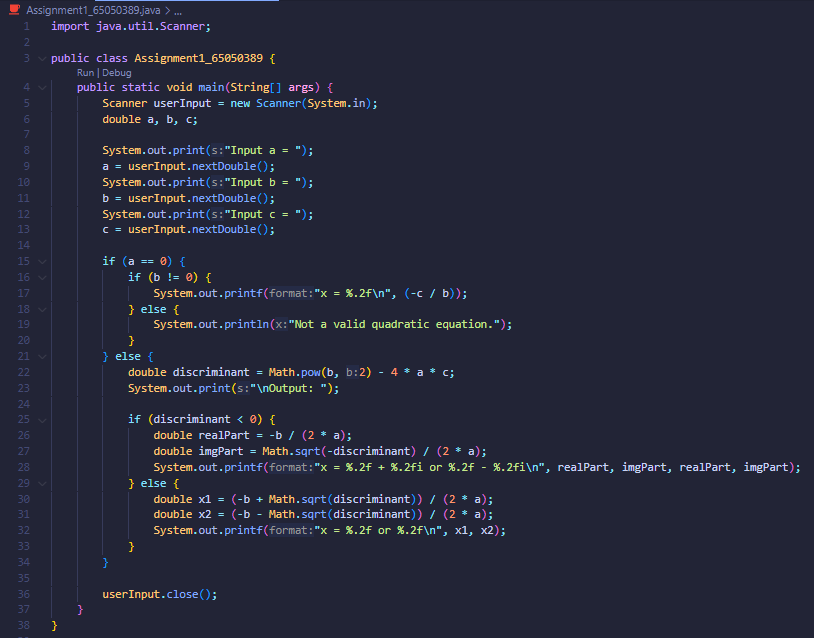 Assignment1_65050389.java > ...
1 import java.util.Scanner;
2
3 public class Assignment1_65050389 {
Run | Debug
4     public static void main(String[] args) {
5         Scanner userInput = new Scanner(System.in);
6         double a, b, c;
7
8         System.out.print(s:"Input a = ");
9         a = userInput.nextDouble();
10         System.out.print(s:"Input b = ");
11         b = userInput.nextDouble();
12         System.out.print(s:"Input c = ");
13         c = userInput.nextDouble();
14
15         if (a == 0) {
16             if (b != 0) {
17                 System.out.printf(format:"x = %.2f\n", (-c / b));
18             } else {
19                 System.out.println(x:"Not a valid quadratic equation.");
20             }
21         } else {
22             double discriminant = Math.pow(b, b:2) - 4 * a * c;
23             System.out.print(s:"\nOutput: ");
24
25             if (discriminant < 0) {
26                 double realPart = -b / (2 * a);
27                 double imgPart = Math.sqrt(-discriminant) / (2 * a);
28                 System.out.printf(format:"x = %.2f + %.2fi or %.2f - %.2fi\n", realPart, imgPart, realPart, imgPart);
29             } else {
30                 double x1 = (-b + Math.sqrt(discriminant)) / (2 * a);
31                 double x2 = (-b - Math.sqrt(discriminant)) / (2 * a);
32                 System.out.printf(format:"x = %.2f or %.2f\n", x1, x2);
33             }
34         }
35
36         userInput.close();
37     }
38 }